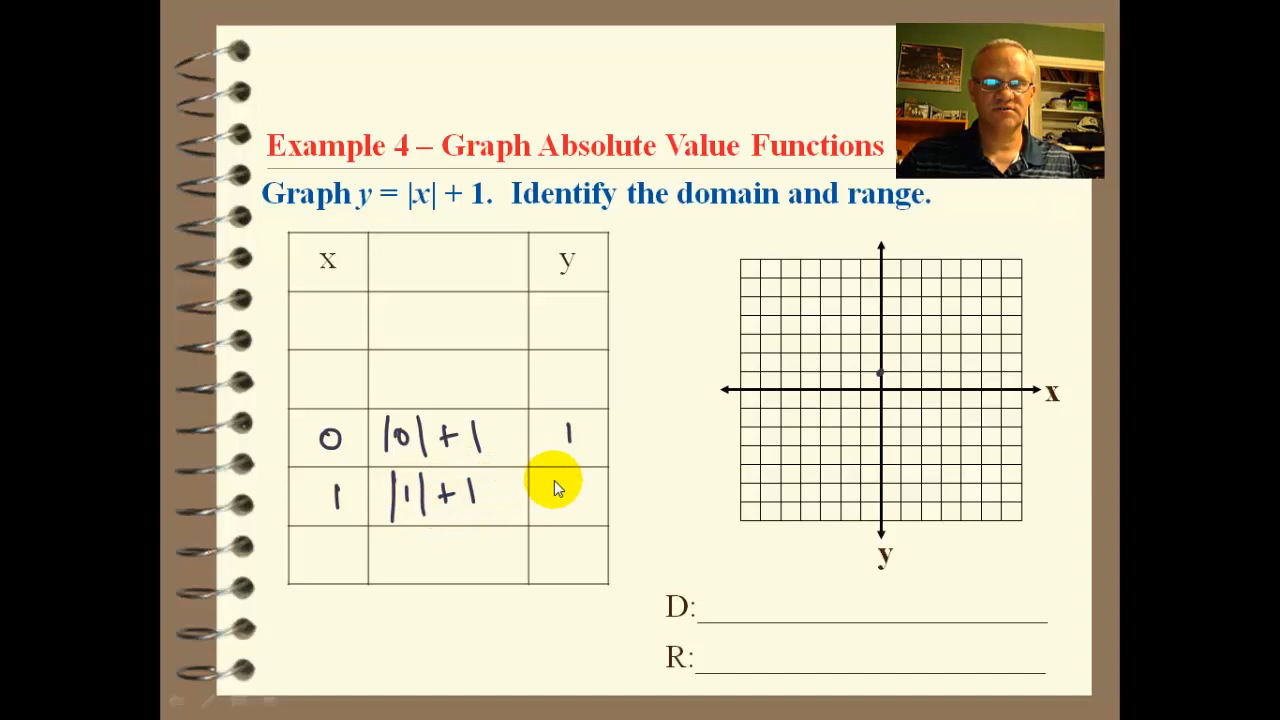 Example 4 – Graph Absolute Value Functions
Graph y = |x| + 1. Identify the domain and range.
x y
0 |0| + 1 1
1 |1| + 1
x
y
D:
R: